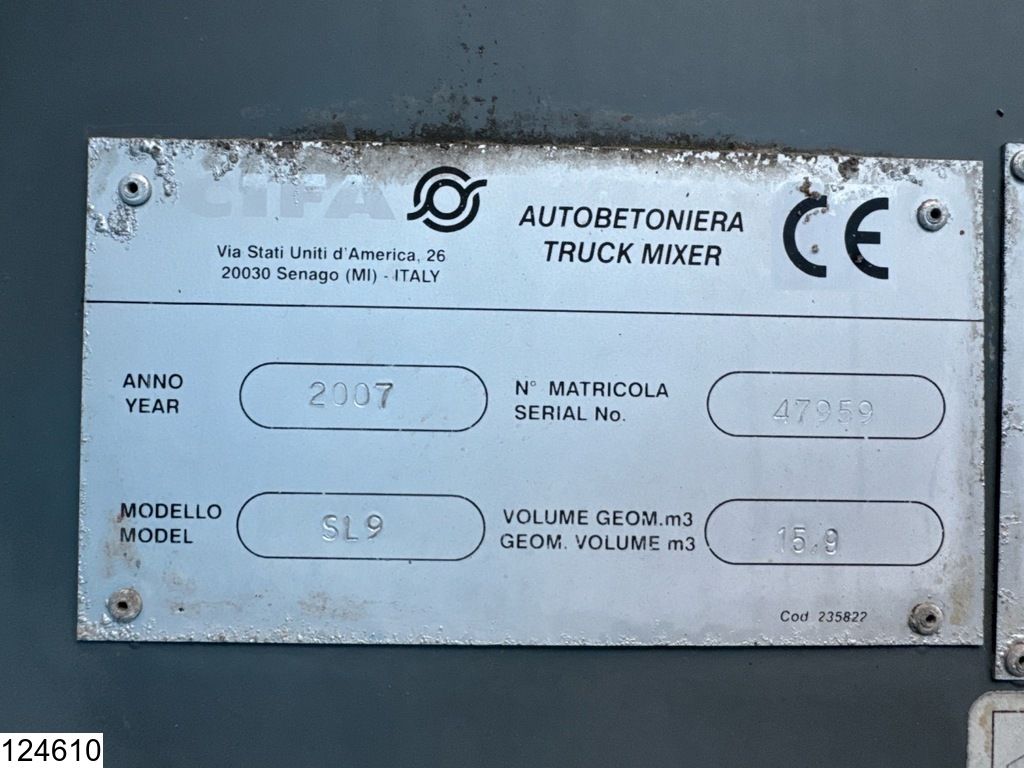 CIFA
Via Stati Uniti d'America, 26
20030 Senago (MI) - ITALY
AUTOBETONIERA
TRUCK MIXER
CE
ANNO
YEAR
2007
N° MATRICOLA
SERIAL No.
47959
MODELLO
MODEL
SL9
VOLUME GEOM.m3
GEOM. VOLUME m3
15.9
Cod 235822
124610